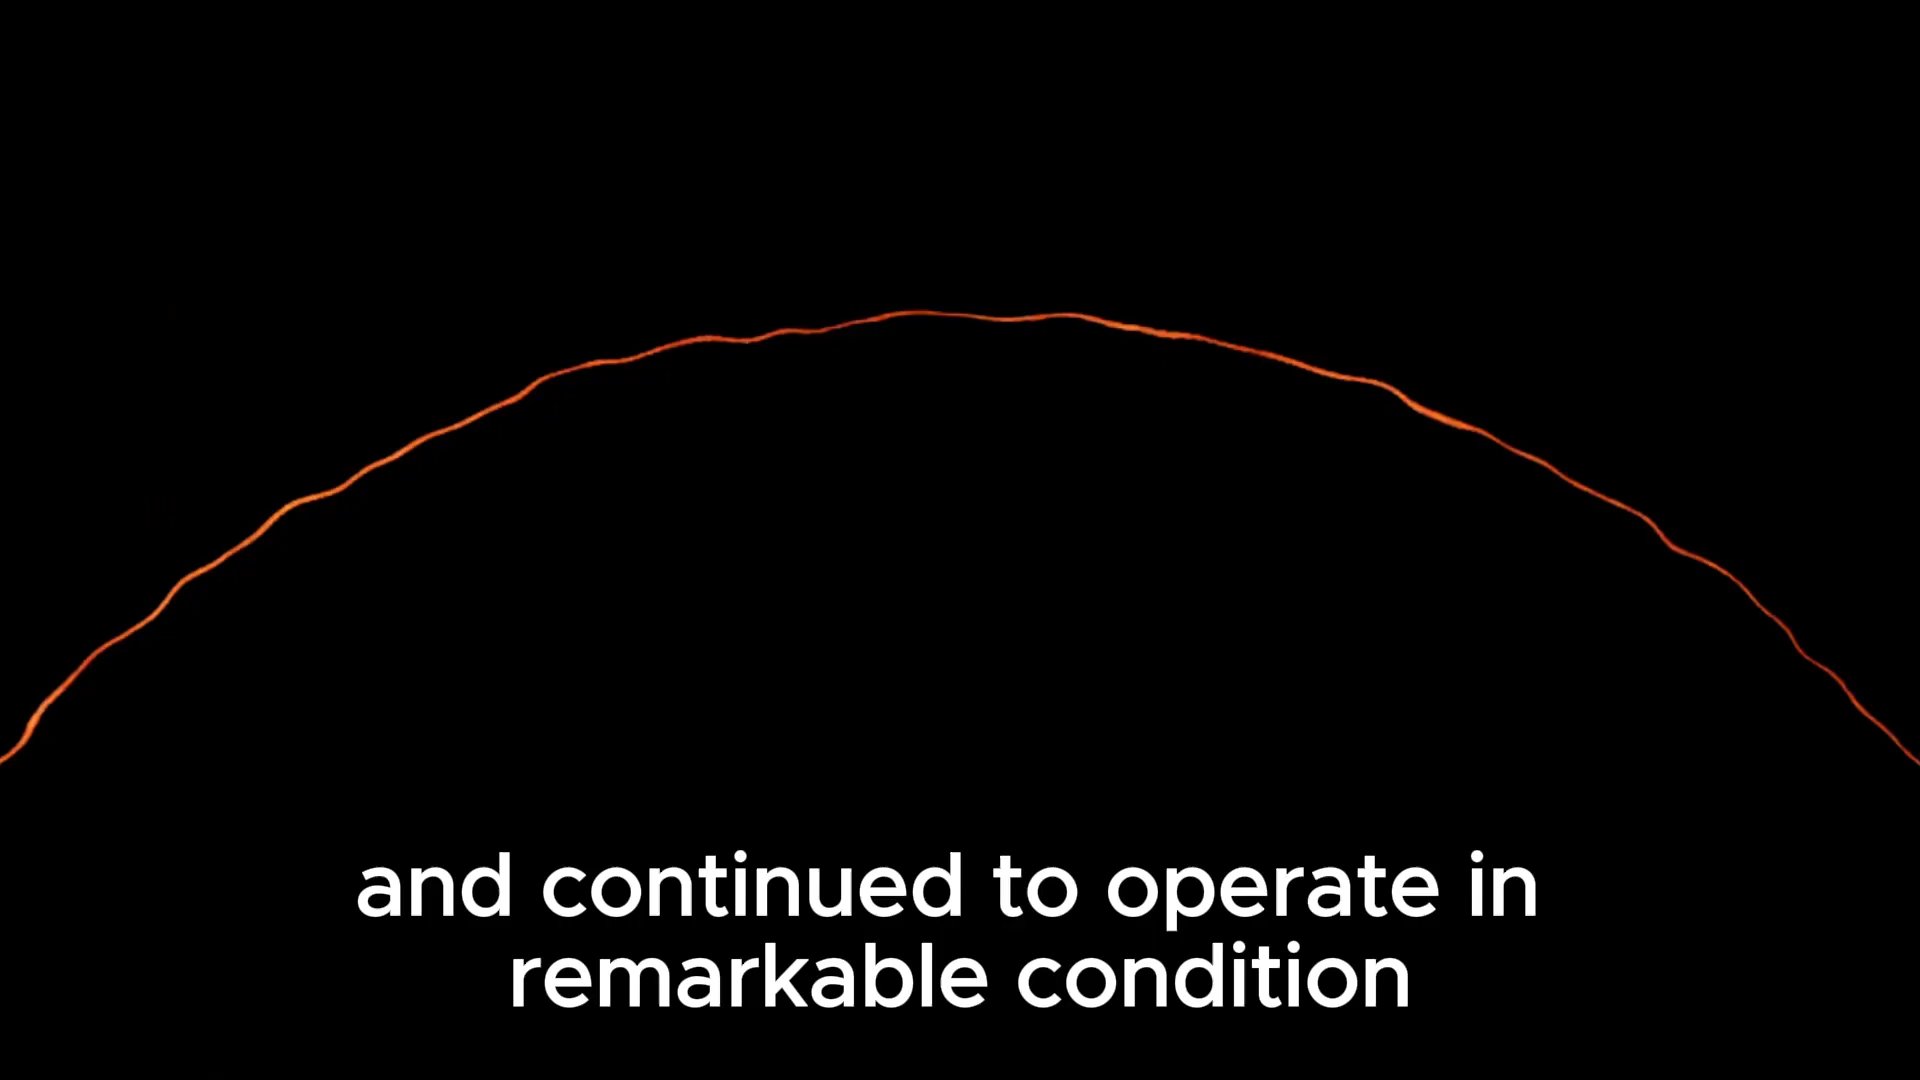 and continued to operate in
remarkable condition